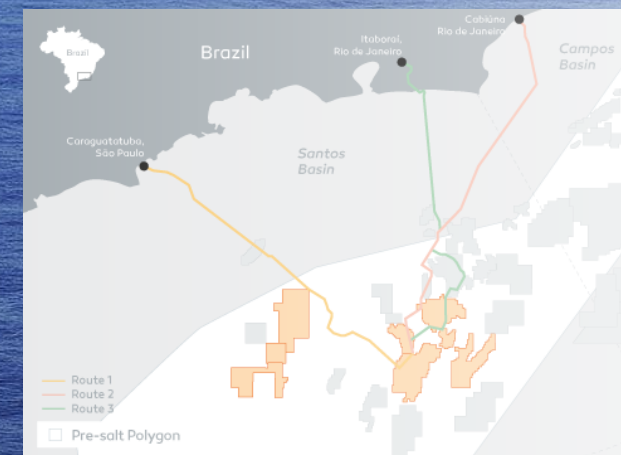 Cabiúna
Rio de Janeiro
Itaboraí,
Rio de Janeiro
Campos
Basin
Brazil
Brazil
Caraguatatuba,
São Paulo
Santos
Basin
Route 1
Route 2
Route 3
Pre-salt Polygon